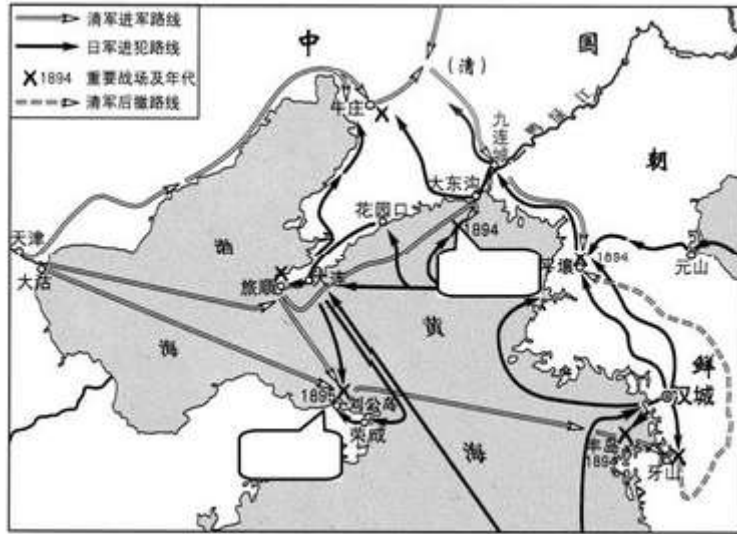 清军进军路线
日军进犯路线
1894 重要战场及年代
清军后撤路线
中
国
(清)
朝
鲜
牛庄
九连城
鸭绿江
大东沟
花园口
1894
天津
大沽
渤
海
旅顺
大连
平壤
1894
元山
黄
海
汉城
1895
刘公岛
荣成
丰岛
1894
牙山
江